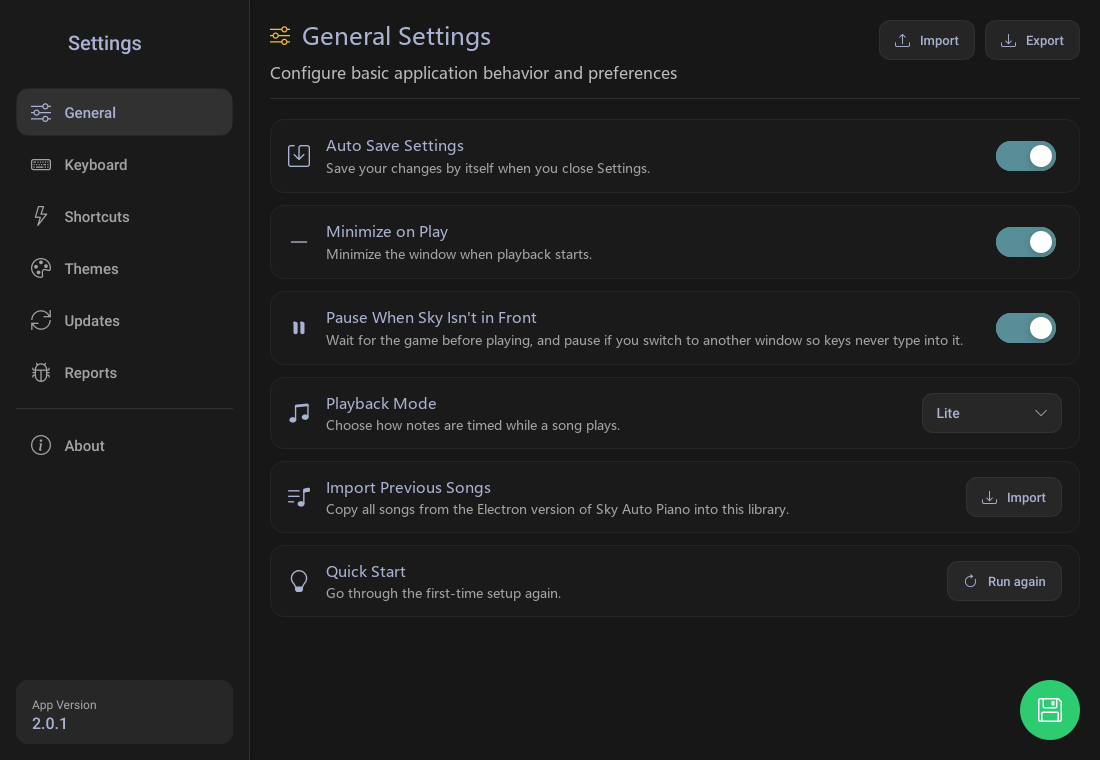 Settings
General
Keyboard
Shortcuts
Themes
Updates
Reports
About
App Version
2.0.1
General Settings
Configure basic application behavior and preferences
Import
Export
Auto Save Settings
Save your changes by itself when you close Settings.
Minimize on Play
Minimize the window when playback starts.
Pause When Sky Isn't in Front
Wait for the game before playing, and pause if you switch to another window so keys never type into it.
Playback Mode
Choose how notes are timed while a song plays.
Lite
Import Previous Songs
Copy all songs from the Electron version of Sky Auto Piano into this library.
Import
Quick Start
Go through the first-time setup again.
Run again